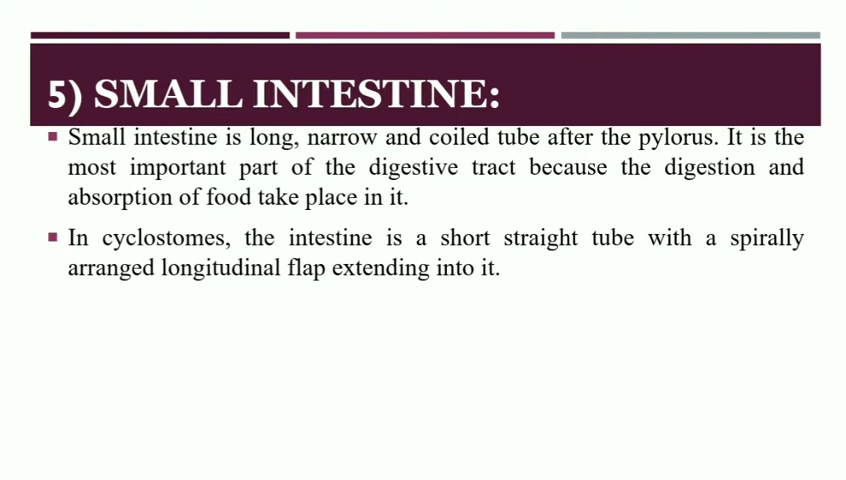 5) SMALL INTESTINE:
▪ Small intestine is long, narrow and coiled tube after the pylorus. It is the
most important part of the digestive tract because the digestion and
absorption of food take place in it.
▪ In cyclostomes, the intestine is a short straight tube with a spirally
arranged longitudinal flap extending into it.